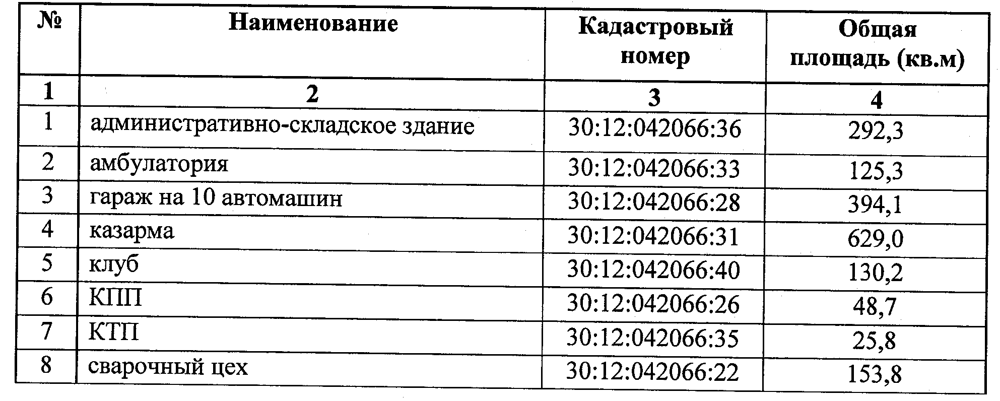 № Наименование Кадастровый номер Общая площадь (кв.м)
1 2 3 4
1 административно-складское здание 30:12:042066:36 292,3
2 амбулатория 30:12:042066:33 125,3
3 гараж на 10 автомашин 30:12:042066:28 394,1
4 казарма 30:12:042066:31 629,0
5 клуб 30:12:042066:40 130,2
6 КПП 30:12:042066:26 48,7
7 КТП 30:12:042066:35 25,8
8 сварочный цех 30:12:042066:22 153,8